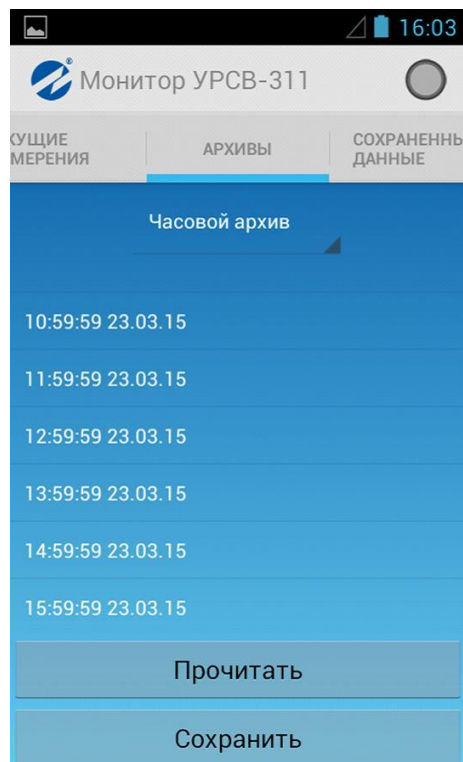 16:03
Монитор УРСВ-311
КУЩИЕ
МЕРЕНИЯ
АРХИВЫ
СОХРАНЕННЬ
ДАННЫЕ
Часовой архив
10:59:59 23.03.15
11:59:59 23.03.15
12:59:59 23.03.15
13:59:59 23.03.15
14:59:59 23.03.15
15:59:59 23.03.15
Прочитать
Сохранить